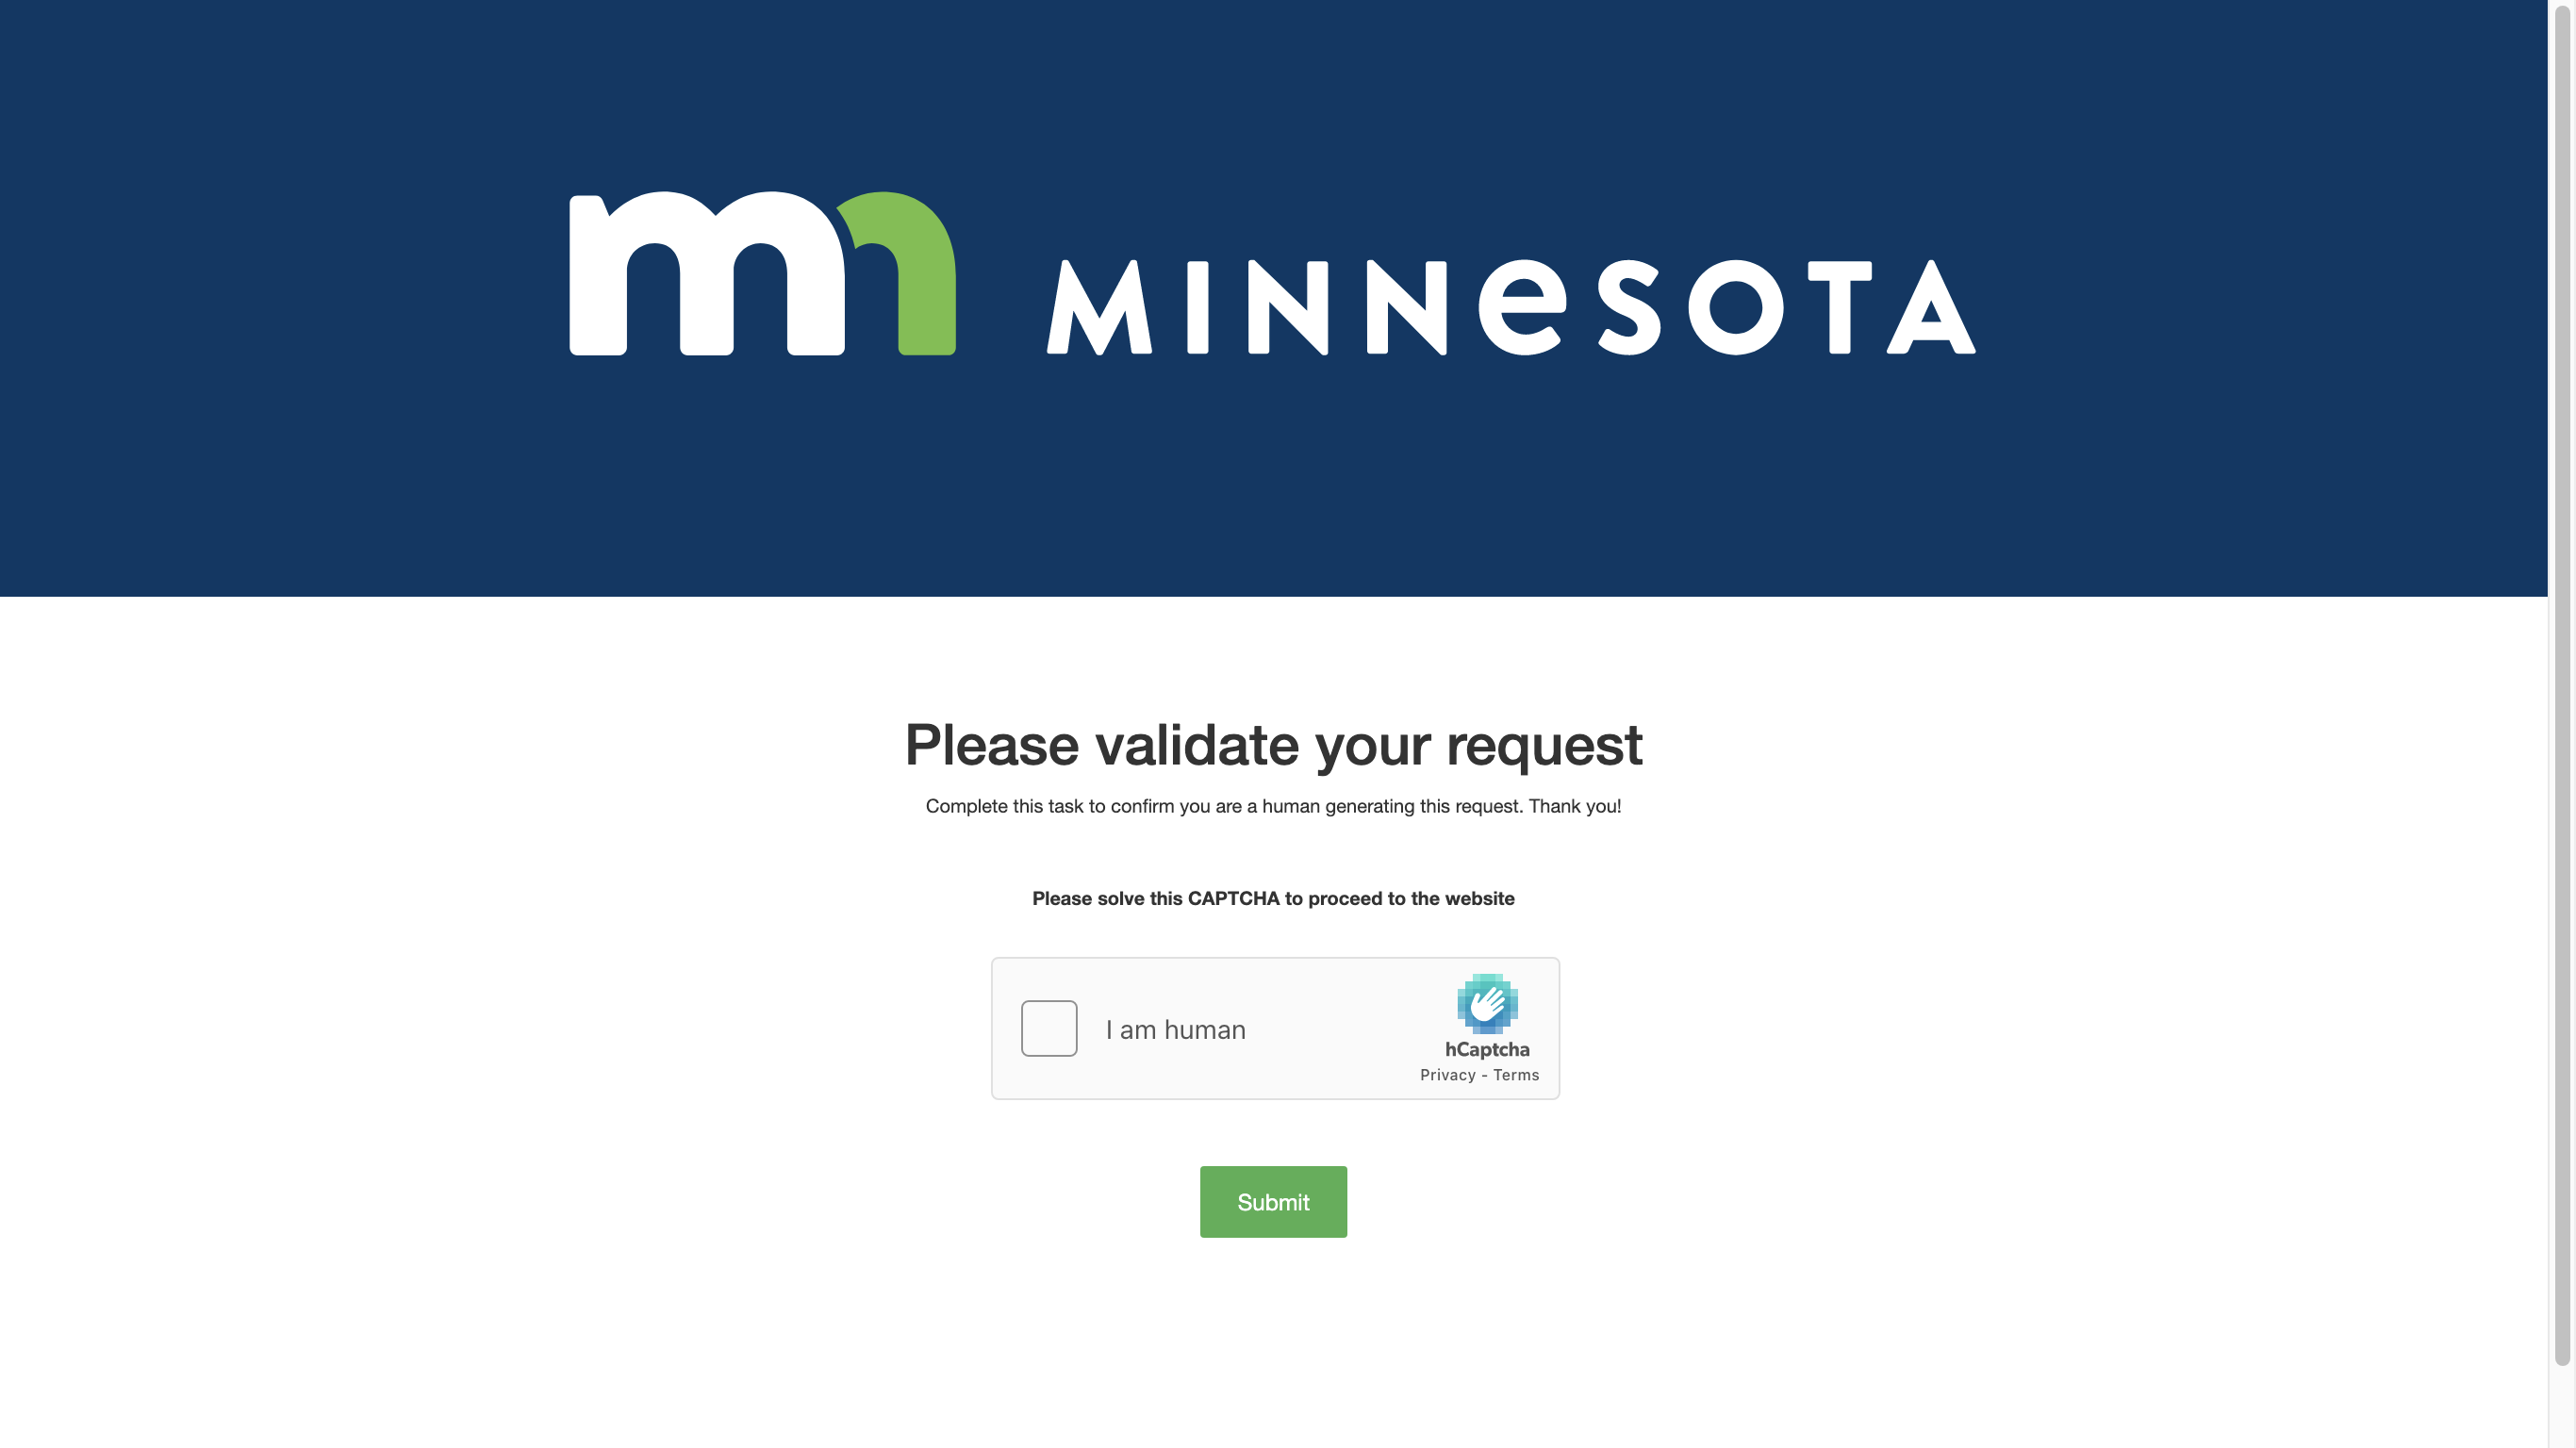 mn MINNeSOTA
Please validate your request
Complete this task to confirm you are a human generating this request. Thank you!
Please solve this CAPTCHA to proceed to the website
I am human
hCaptcha
Privacy - Terms
Submit